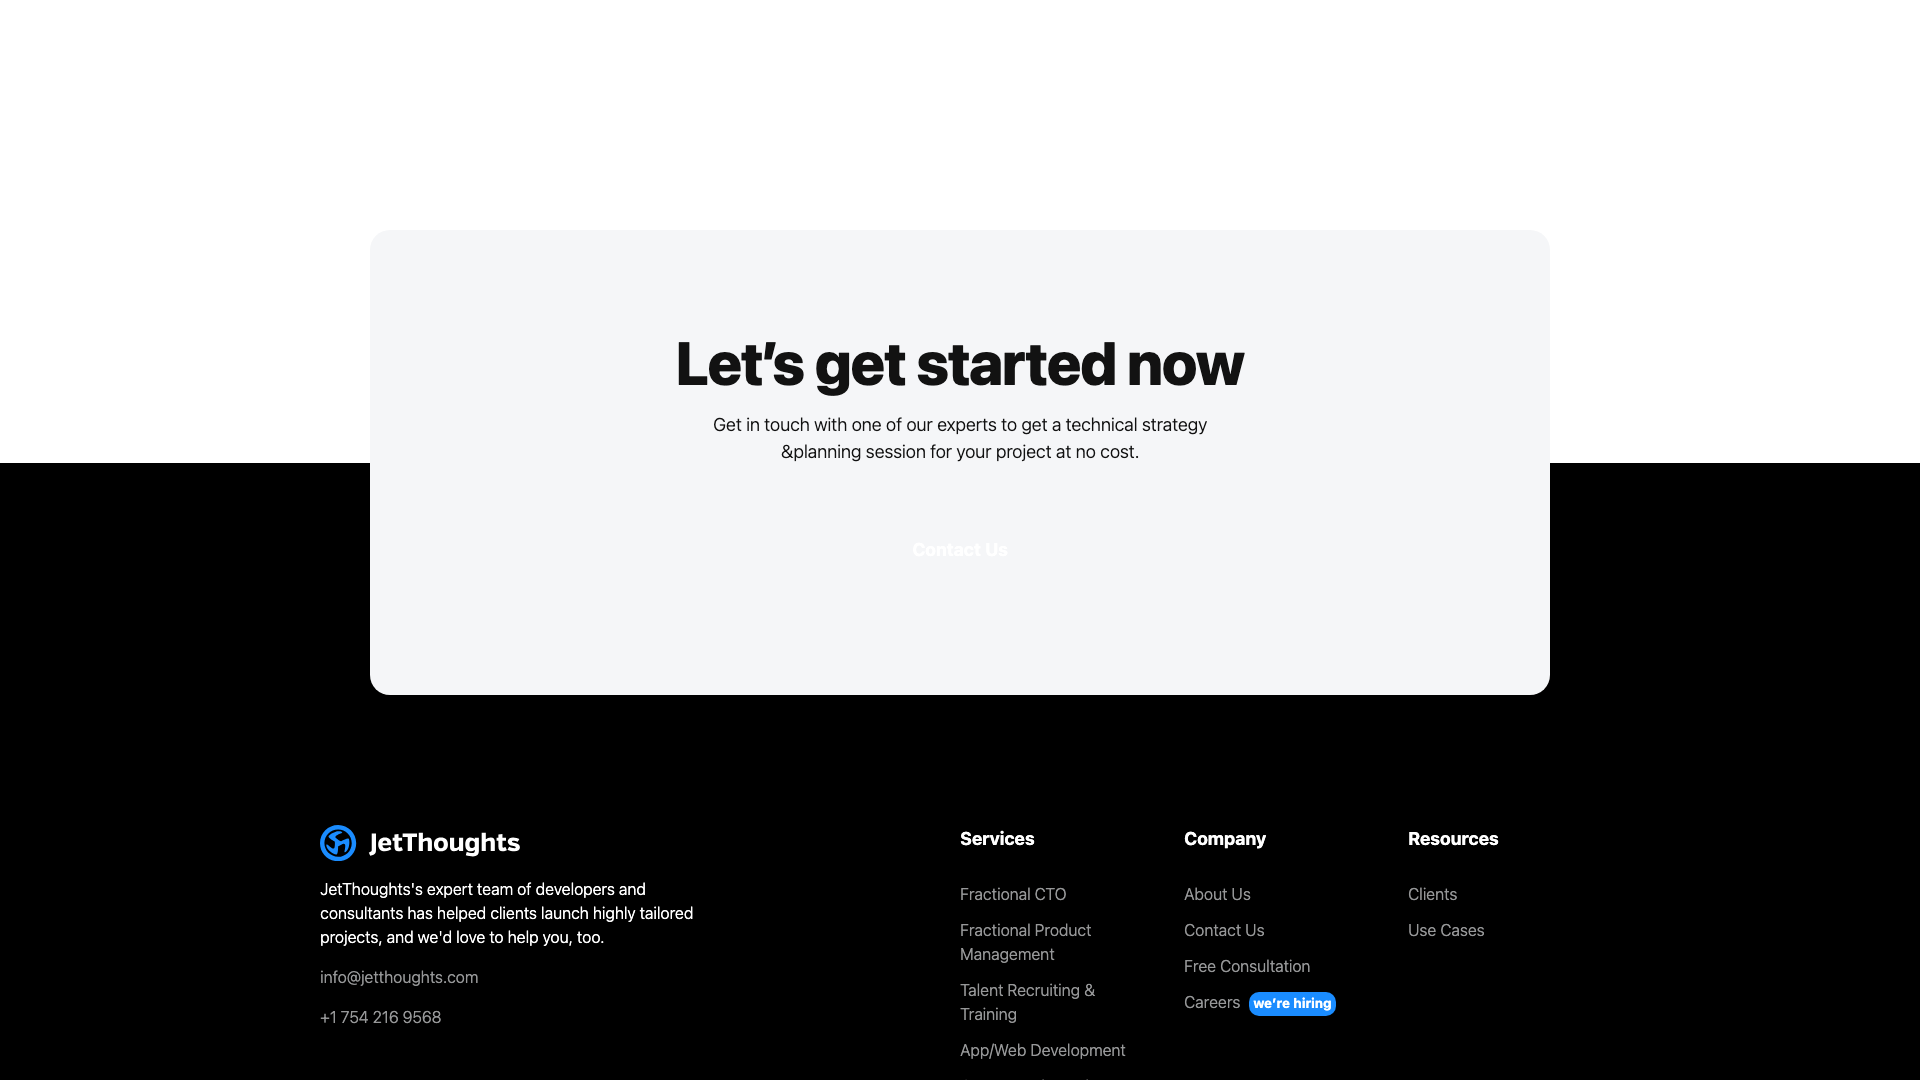 Let’s get started now
Get in touch with one of our experts to get a technical strategy
&planning session for your project at no cost.
Contact Us
JetThoughts
JetThoughts's expert team of developers and
consultants has helped clients launch highly tailored
projects, and we'd love to help you, too.
info@jetthoughts.com
+1 754 216 9568
Services
Fractional CTO
Fractional Product
Management
Talent Recruiting &
Training
App/Web Development
Company
About Us
Contact Us
Free Consultation
Careers we’re hiring
Resources
Clients
Use Cases